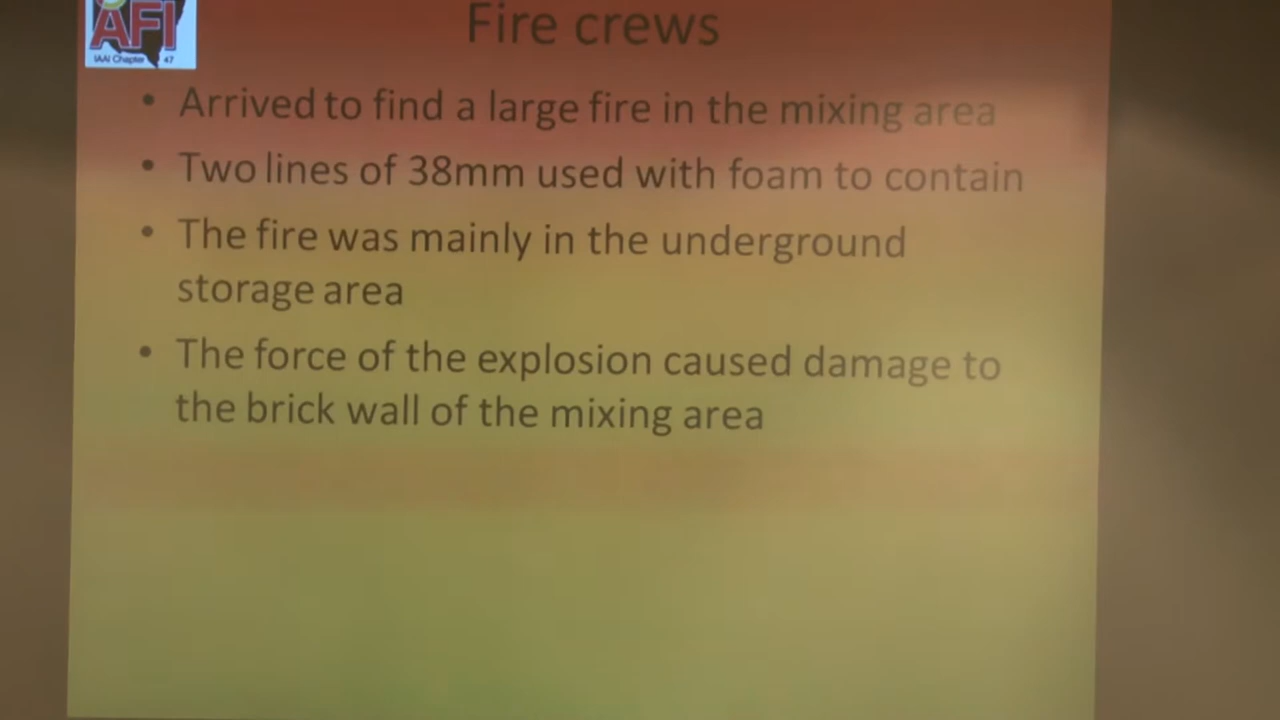 Fire crews
AFI
IAAI Chapter 47
• Arrived to find a large fire in the mixing area
• Two lines of 38mm used with foam to contain
• The fire was mainly in the underground
storage area
• The force of the explosion caused damage to
the brick wall of the mixing area